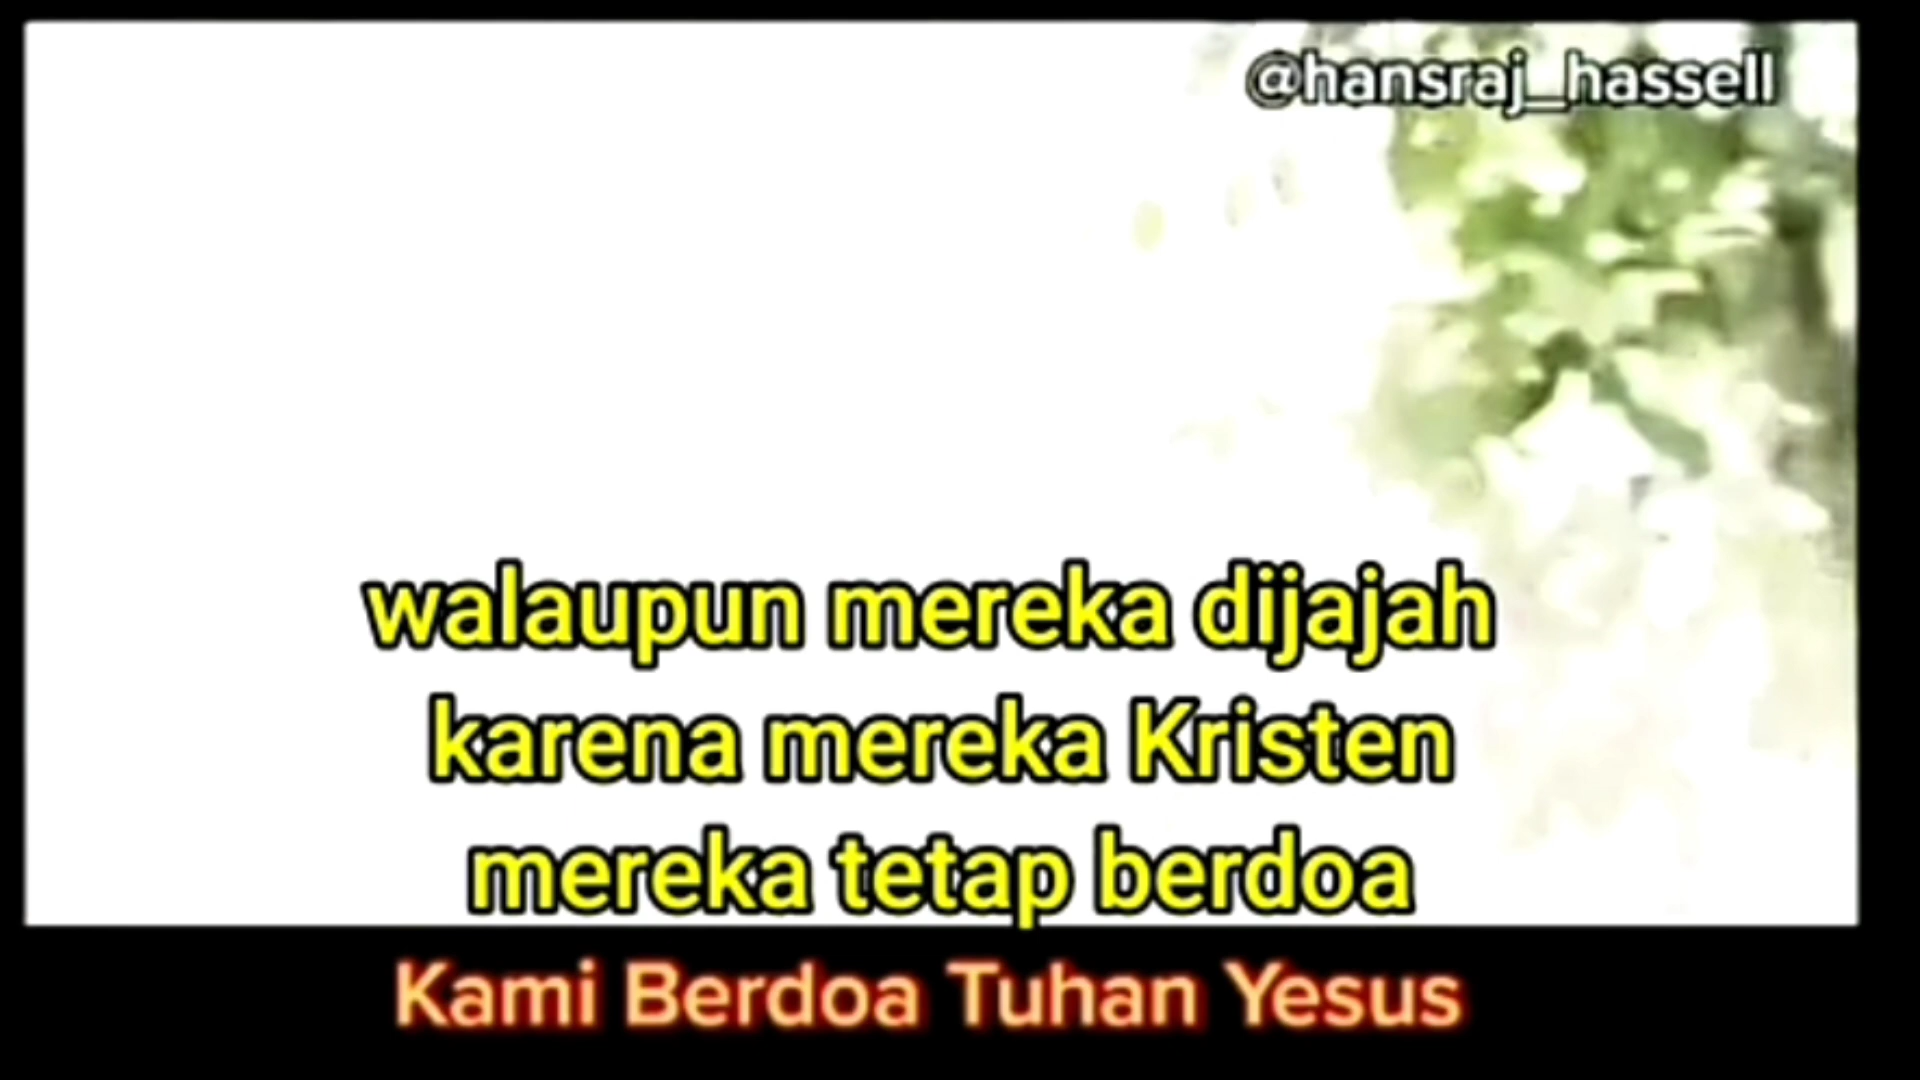 @hansraj_hassell
walaupun mereka dijajah
karena mereka Kristen
mereka tetap berdoa
Kami Berdoa Tuhan Yesus